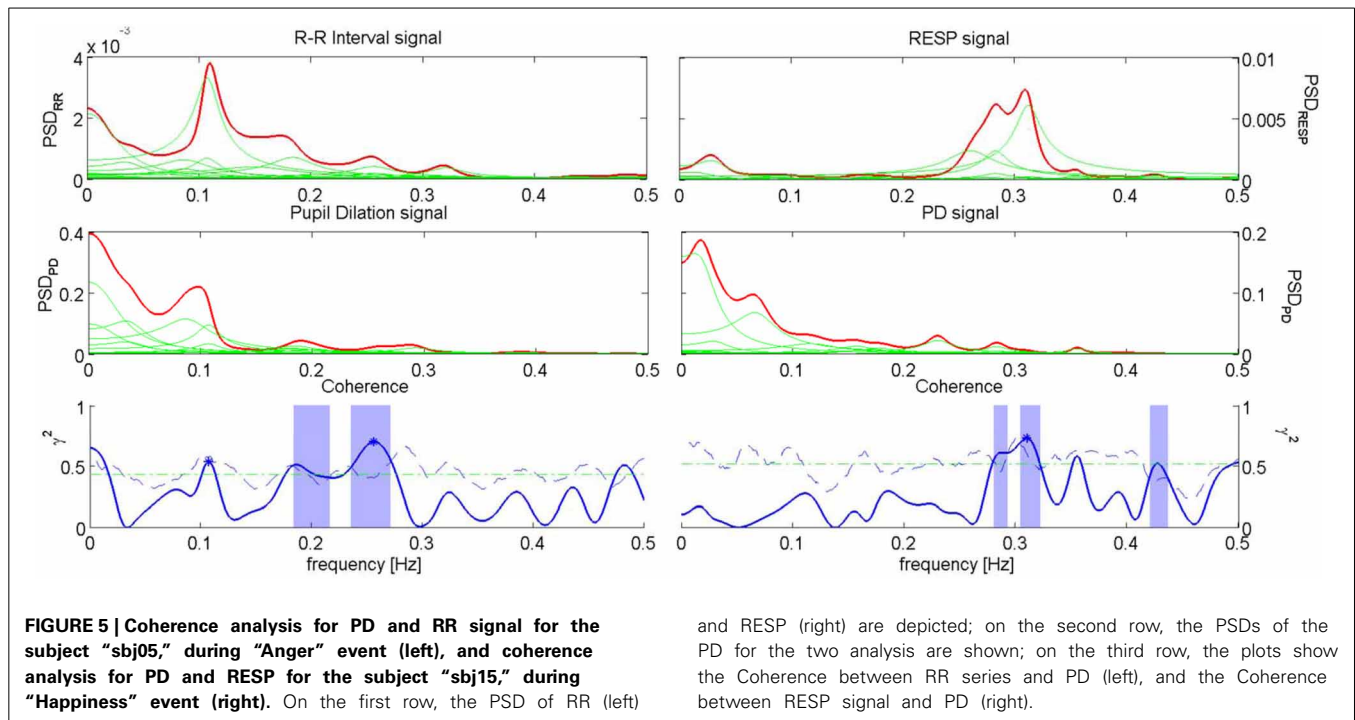 R-R Interval signal
x 10⁻³
4
2
0
PSD_RR
0 0.1 0.2 0.3 0.4 0.5
RESP signal
0.01
0.005
0
PSD_RESP
0 0.1 0.2 0.3 0.4 0.5
Pupil Dilation signal
0.4
0.2
0
PSD_PD
0 0.1 0.2 0.3 0.4 0.5
PD signal
0.2
0.1
0
PSD_PD
0 0.1 0.2 0.3 0.4 0.5
Coherence
1
0.5
0
γ²
0 0.1 0.2 0.3 0.4 0.5
frequency [Hz]
Coherence
1
0.5
0
γ²
0 0.1 0.2 0.3 0.4 0.5
frequency [Hz]
FIGURE 5 | Coherence analysis for PD and RR signal for the
subject “sbj05,” during “Anger” event (left), and coherence
analysis for PD and RESP for the subject “sbj15,” during
“Happiness” event (right). On the first row, the PSD of RR (left)
and RESP (right) are depicted; on the second row, the PSDs of the
PD for the two analysis are shown; on the third row, the plots show
the Coherence between RR series and PD (left), and the Coherence
between RESP signal and PD (right).